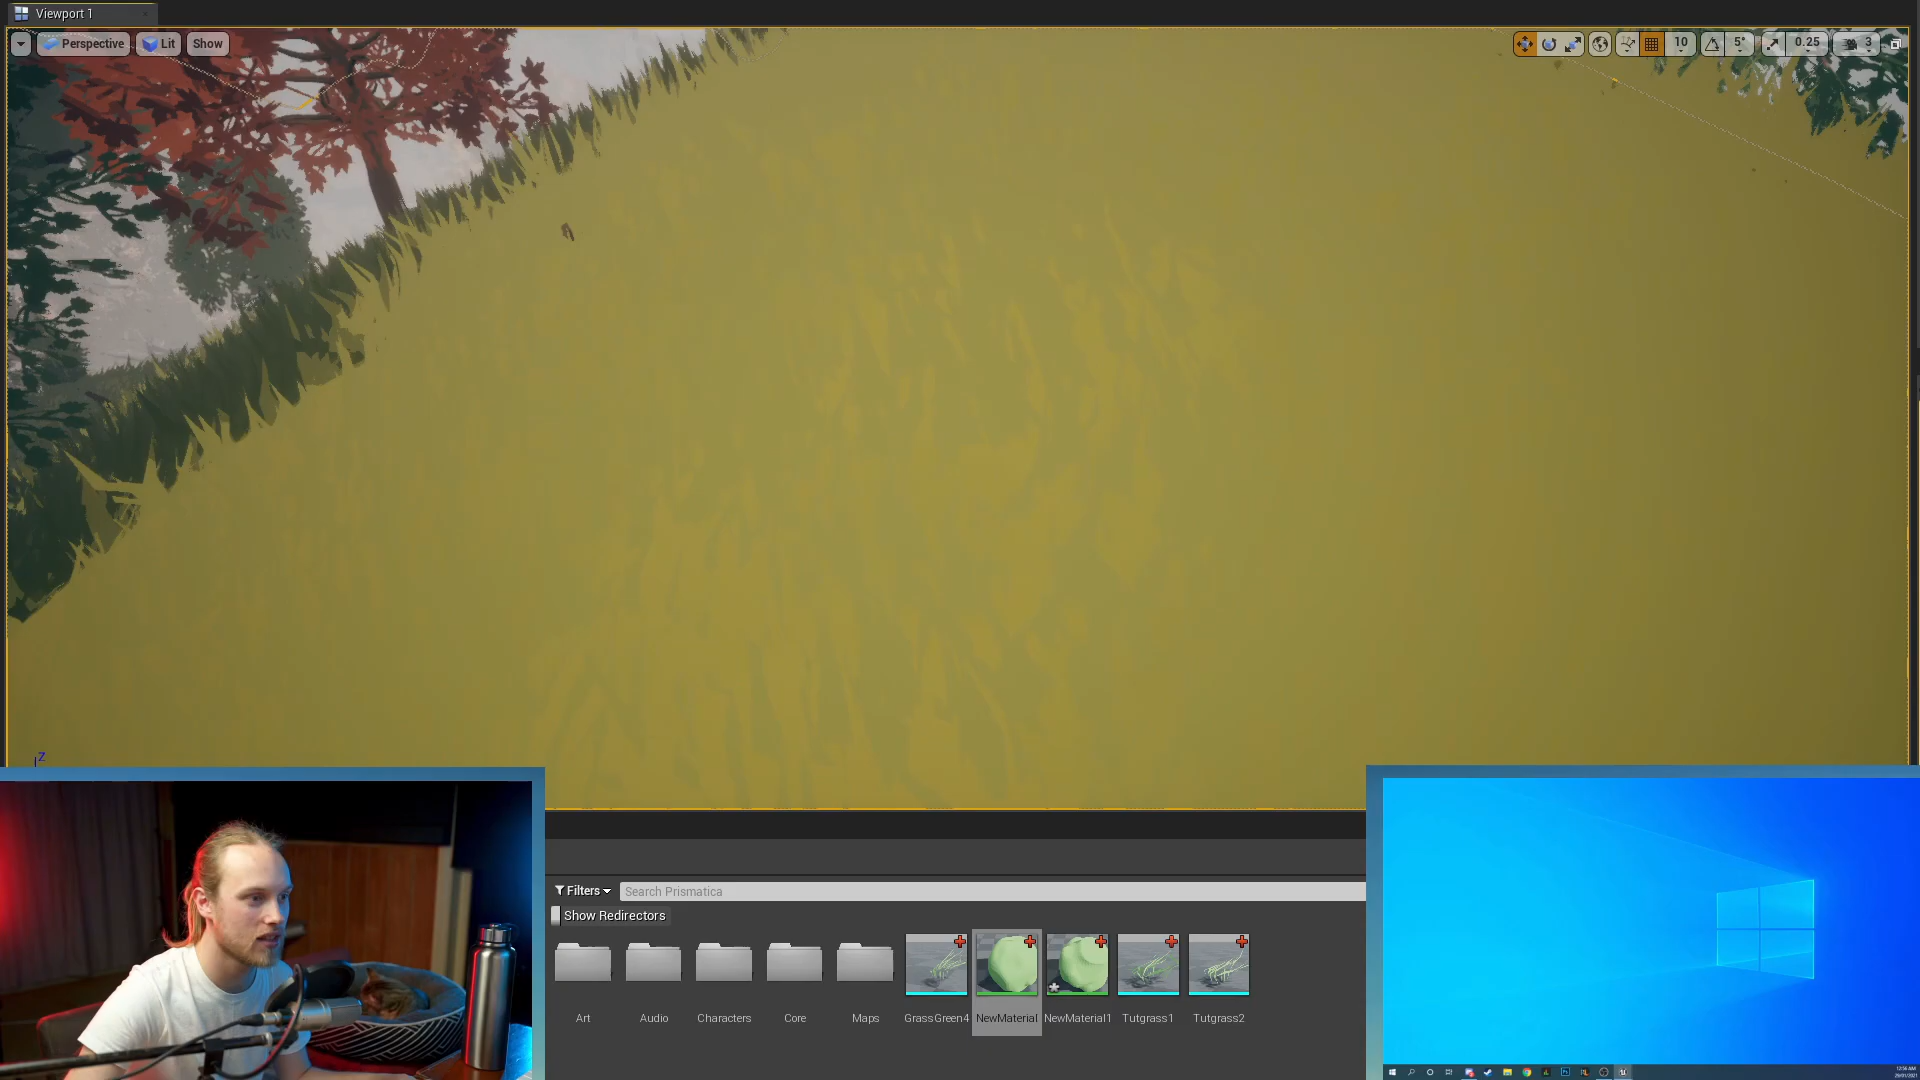 Viewport 1
Perspective
Lit
Show
10
5°
0.25
3
Z
Filters
Search Prismatica
Show Redirectors
Art
Audio
Characters
Core
Maps
GrassGreen4
NewMaterial
NewMaterial1
Tutgrass1
Tutgrass2